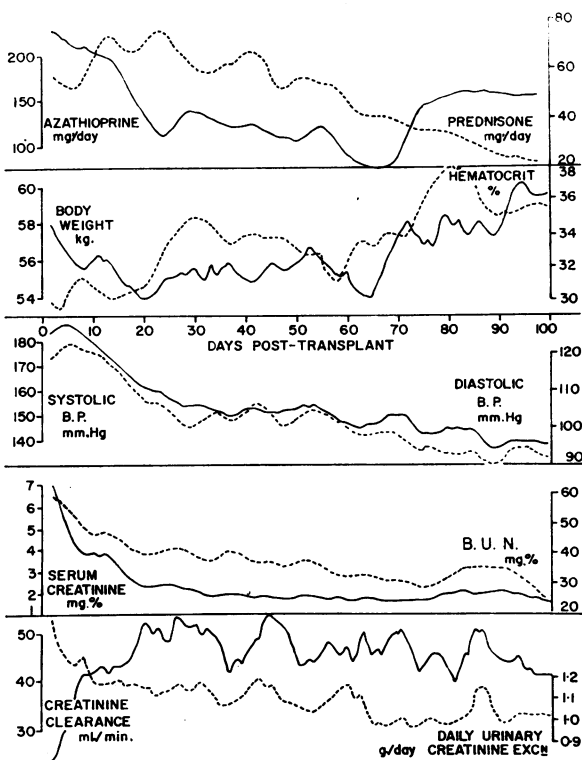 80
200
60
150
40
AZATHIOPRINE
mg/day
PREDNISONE
mg/day
100
20
60
HEMATOCRIT
%
38
BODY
WEIGHT
kg.
36
58
34
56
32
54
30
0 10 20 30 40 50 60 70 80 90 100
DAYS POST-TRANSPLANT
180
170
160
150
140
SYSTOLIC
B.P.
mm.Hg
DIASTOLIC
B.P.
mm.Hg
120
110
100
90
7
6
5
4
3
2
1
SERUM
CREATININE
mg.%
B.U.N.
mg.%
60
50
40
30
20
50
40
30
CREATININE
CLEARANCE
mL/min.
1.2
1.1
1.0
0.9
DAILY URINARY
g/day CREATININE EXCN